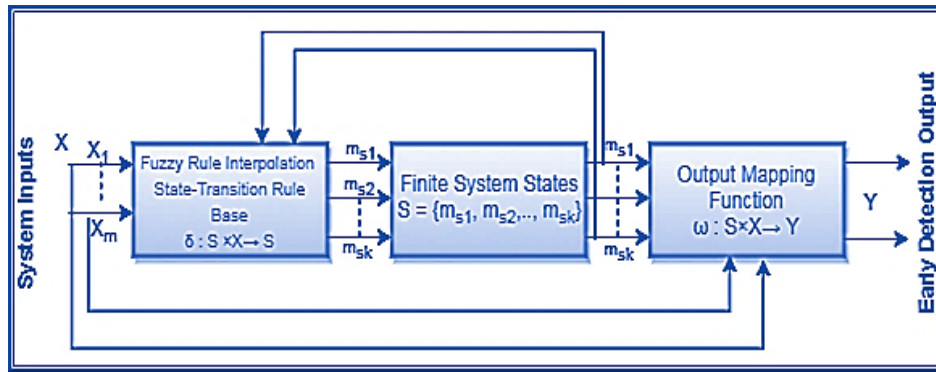 System Inputs
X
X1
Xm
Fuzzy Rule Interpolation
State-Transition Rule
Base
δ : S ×X→ S
ms1
ms2
msk
Finite System States
S = {ms1, ms2,.., msk}
ms1
msk
Output Mapping
Function
ω : S×X→ Y
Y
Early Detection Output